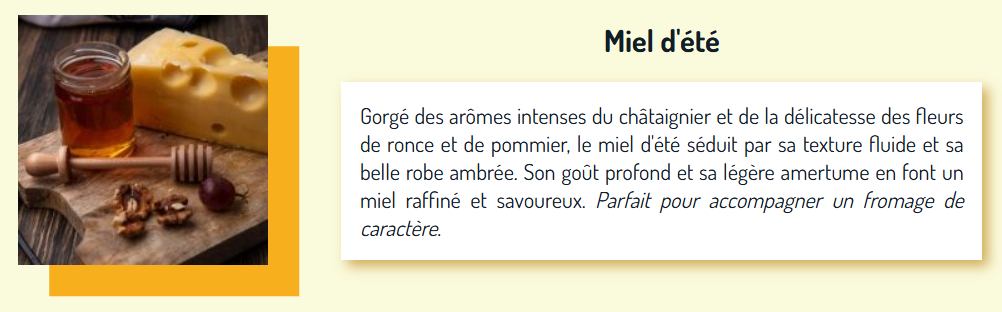 Miel d'été
Gorgé des arômes intenses du châtaignier et de la délicatesse des fleurs
de ronce et de pommier, le miel d'été séduit par sa texture fluide et sa
belle robe ambrée. Son goût profond et sa légère amertume en font un
miel raffiné et savoureux. Parfait pour accompagner un fromage de
caractère.